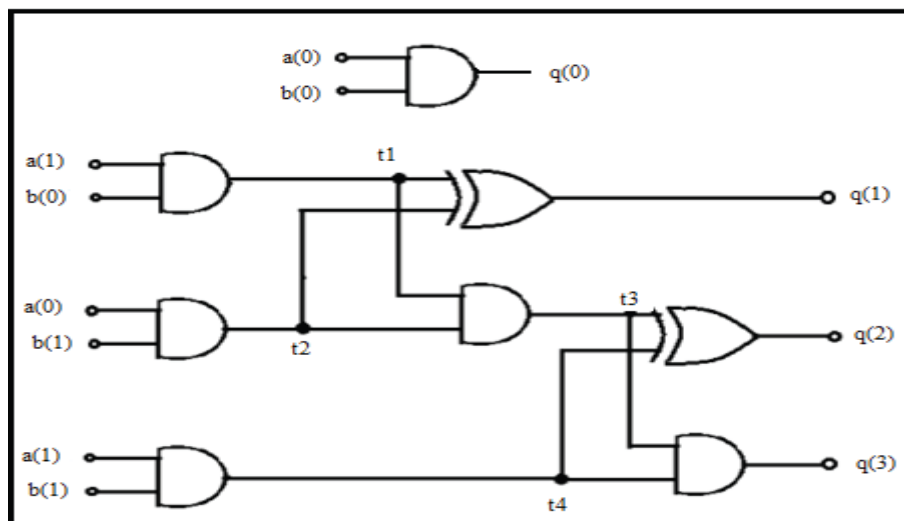 a(0)
b(0)
q(0)
a(1)
b(0)
t1
q(1)
a(0)
b(1)
t2
t3
q(2)
a(1)
b(1)
t4
q(3)